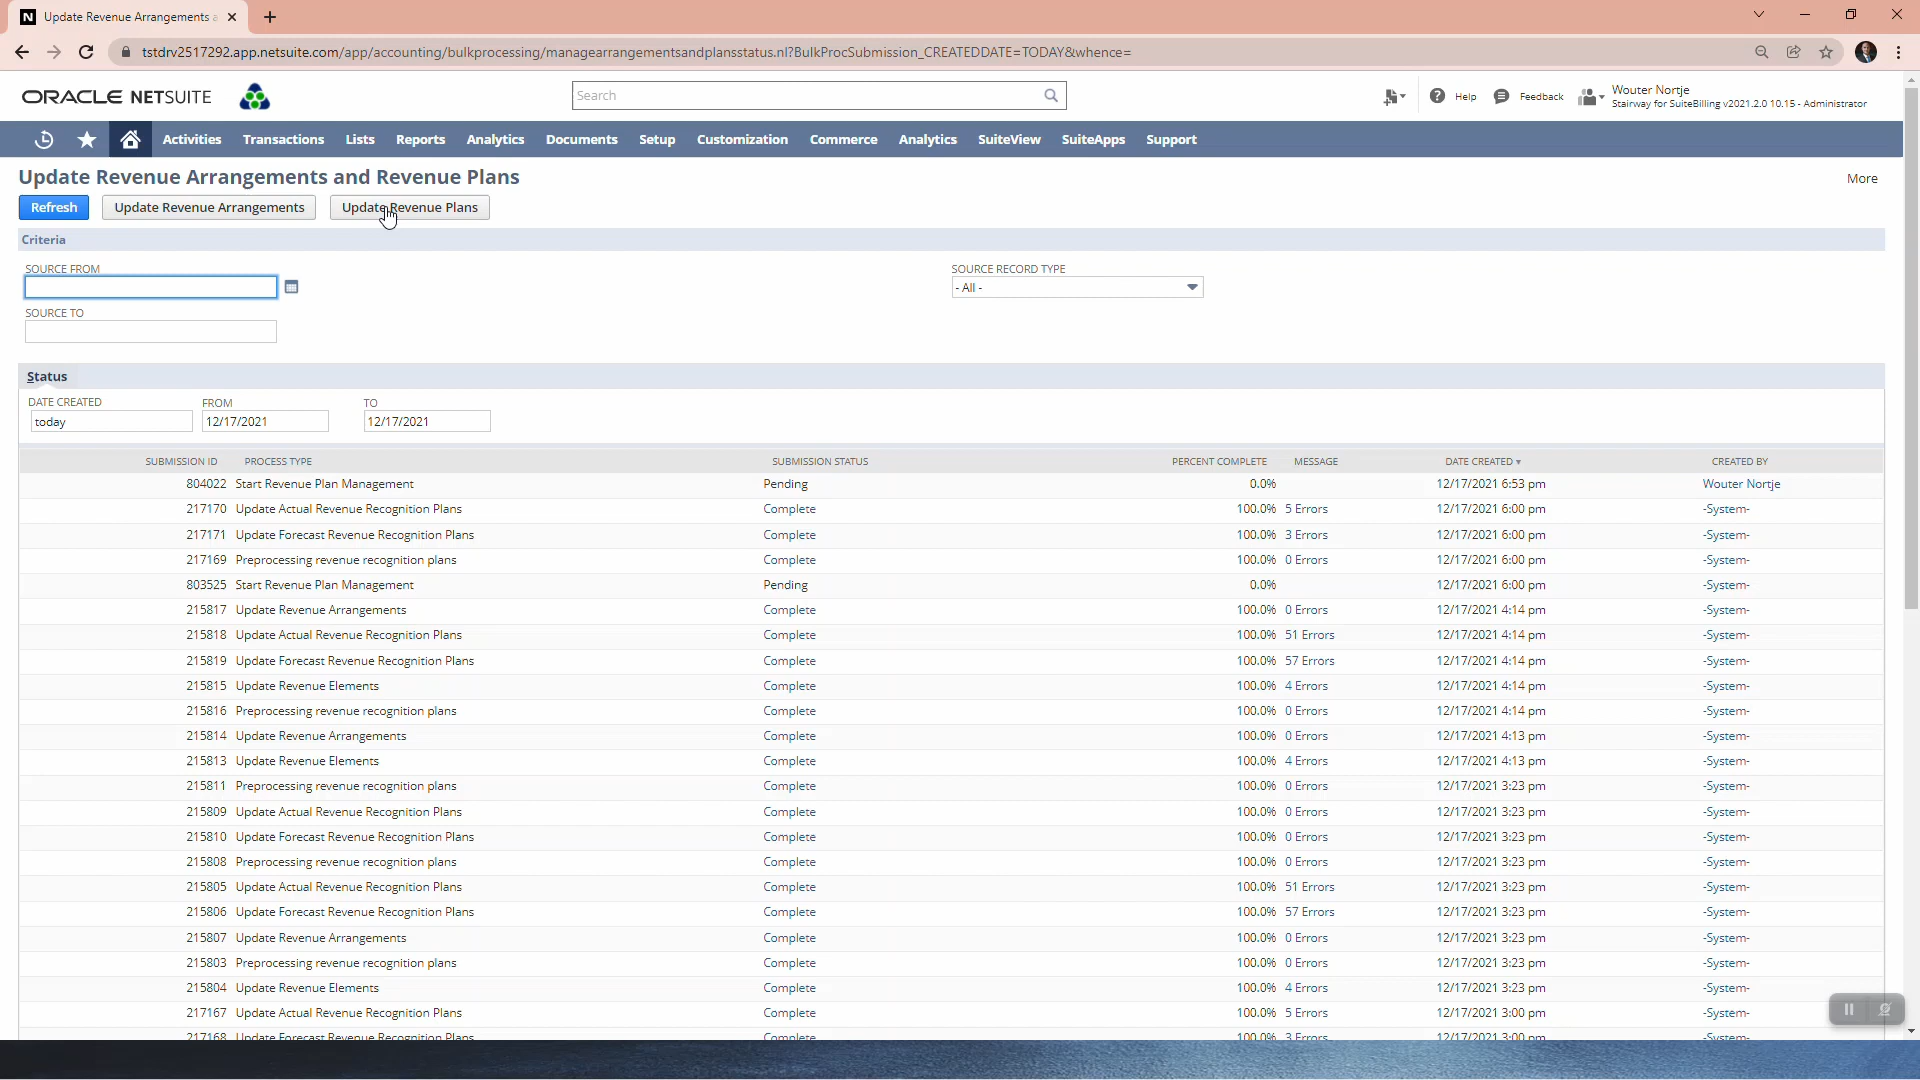 Update Revenue Arrangements a
tstdrv2517292.app.netsuite.com/app/accounting/bulkprocessing/managearrangementsandplansstatus.nl?BulkProcSubmission_CREATEDDATE=TODAY&whence=
ORACLE NETSUITE
Search
Help
Feedback
Wouter Nortje
Stairway for SuiteBilling v2021.2.0 10.15 - Administrator
Activities Transactions Lists Reports Analytics Documents Setup Customization Commerce Analytics SuiteView SuiteApps Support
Update Revenue Arrangements and Revenue Plans
More
Refresh Update Revenue Arrangements Update Revenue Plans
Criteria
SOURCE FROM
SOURCE RECORD TYPE
- All -
SOURCE TO
Status
DATE CREATED FROM TO
today 12/17/2021 12/17/2021
SUBMISSION ID PROCESS TYPE SUBMISSION STATUS PERCENT COMPLETE MESSAGE DATE CREATED CREATED BY
804022 Start Revenue Plan Management Pending 0.0% 12/17/2021 6:53 pm Wouter Nortje
217170 Update Actual Revenue Recognition Plans Complete 100.0% 5 Errors 12/17/2021 6:00 pm -System-
217171 Update Forecast Revenue Recognition Plans Complete 100.0% 3 Errors 12/17/2021 6:00 pm -System-
217169 Preprocessing revenue recognition plans Complete 100.0% 0 Errors 12/17/2021 6:00 pm -System-
803525 Start Revenue Plan Management Pending 0.0% 12/17/2021 6:00 pm -System-
215817 Update Revenue Arrangements Complete 100.0% 0 Errors 12/17/2021 4:14 pm -System-
215818 Update Actual Revenue Recognition Plans Complete 100.0% 51 Errors 12/17/2021 4:14 pm -System-
215819 Update Forecast Revenue Recognition Plans Complete 100.0% 57 Errors 12/17/2021 4:14 pm -System-
215815 Update Revenue Elements Complete 100.0% 4 Errors 12/17/2021 4:14 pm -System-
215816 Preprocessing revenue recognition plans Complete 100.0% 0 Errors 12/17/2021 4:14 pm -System-
215814 Update Revenue Arrangements Complete 100.0% 0 Errors 12/17/2021 4:13 pm -System-
215813 Update Revenue Elements Complete 100.0% 4 Errors 12/17/2021 4:13 pm -System-
215811 Preprocessing revenue recognition plans Complete 100.0% 0 Errors 12/17/2021 3:23 pm -System-
215809 Update Actual Revenue Recognition Plans Complete 100.0% 0 Errors 12/17/2021 3:23 pm -System-
215810 Update Forecast Revenue Recognition Plans Complete 100.0% 0 Errors 12/17/2021 3:23 pm -System-
215808 Preprocessing revenue recognition plans Complete 100.0% 0 Errors 12/17/2021 3:23 pm -System-
215805 Update Actual Revenue Recognition Plans Complete 100.0% 51 Errors 12/17/2021 3:23 pm -System-
215806 Update Forecast Revenue Recognition Plans Complete 100.0% 57 Errors 12/17/2021 3:23 pm -System-
215807 Update Revenue Arrangements Complete 100.0% 0 Errors 12/17/2021 3:23 pm -System-
215803 Preprocessing revenue recognition plans Complete 100.0% 0 Errors 12/17/2021 3:23 pm -System-
215804 Update Revenue Elements Complete 100.0% 4 Errors 12/17/2021 3:23 pm -System-
217167 Update Actual Revenue Recognition Plans Complete 100.0% 5 Errors 12/17/2021 3:00 pm -System-
217168 Update Forecast Revenue Recognition Plans Complete 100.0% 3 Errors 12/17/2021 3:00 pm -System-